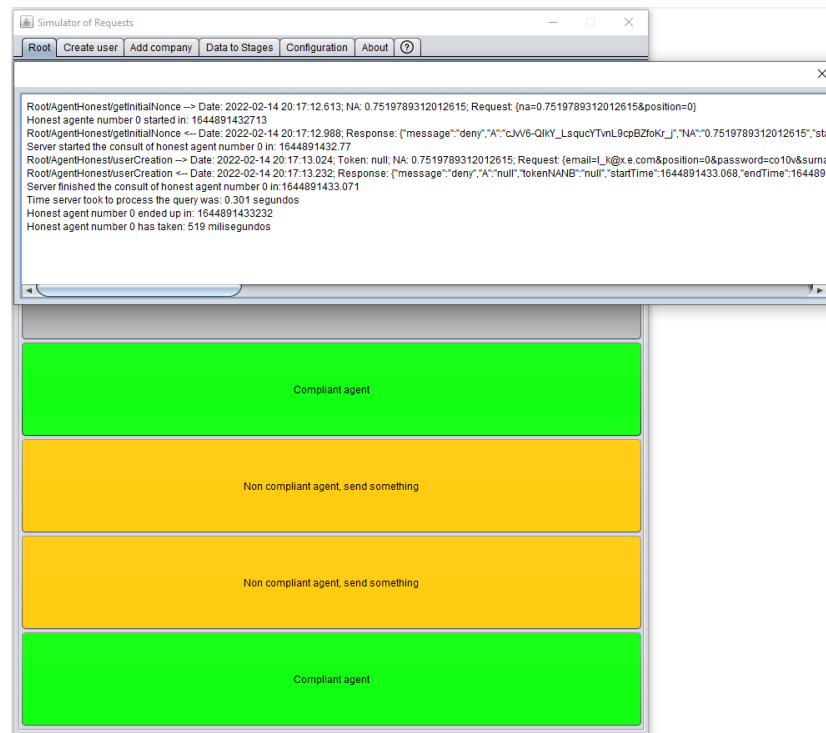 Simulator of Requests
Root Create user Add company Data to Stages Configuration About ?
Root/AgentHonest/getInitialNonce --> Date: 2022-02-14 20:17:12.613; NA: 0.7519789312012615; Request: {na=0.7519789312012615&position=0}
Honest agente number 0 started in: 1644891432713
Root/AgentHonest/getInitialNonce <-- Date: 2022-02-14 20:17:12.988; Response: {"message":"deny","A":"cJvV6-QIkY_LsqucYTvnL9cpBZfoKr_j","NA":"0.7519789312012615","sta
Server started the consult of honest agent number 0 in: 1644891432.77
Root/AgentHonest/userCreation --> Date: 2022-02-14 20:17:13.024; Token: null; NA: 0.7519789312012615; Request: {email=l_k@x.e.com&position=0&password=co10v&surna
Root/AgentHonest/userCreation <-- Date: 2022-02-14 20:17:13.232; Response: {"message":"deny","A":"null","tokenNANB":"null","startTime":1644891433.068,"endTime":1644891
Server finished the consult of honest agent number 0 in:1644891433.071
Time server took to process the query was: 0.301 segundos
Honest agent number 0 ended up in: 1644891433232
Honest agent number 0 has taken: 519 milisegundos
Compliant agent
Non compliant agent, send something
Non compliant agent, send something
Compliant agent